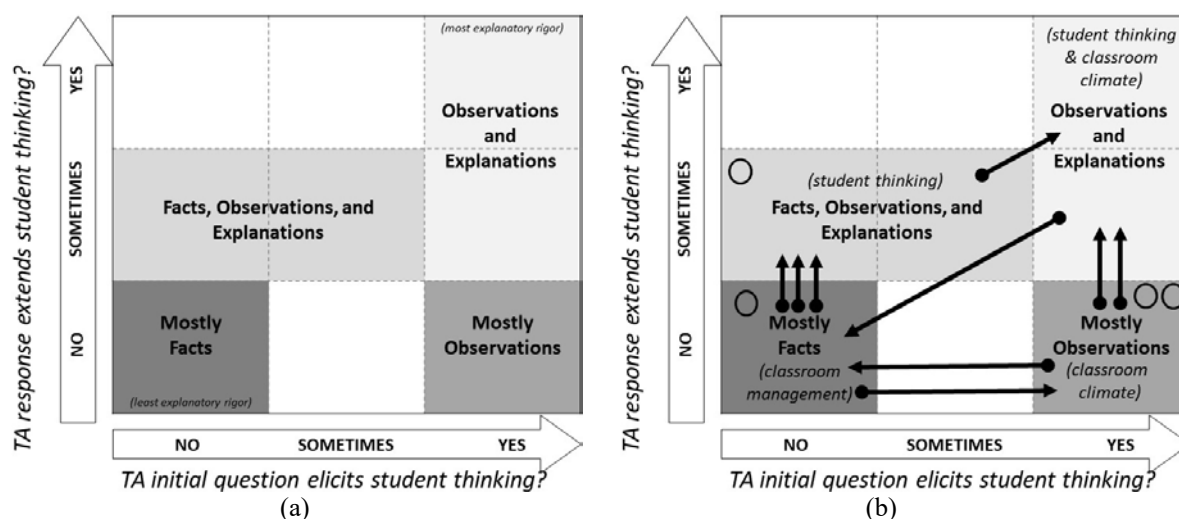 TA response extends student thinking?
YES
SOMETIMES
NO
(most explanatory rigor)
Observations
and
Explanations
Facts, Observations, and
Explanations
Mostly
Facts
(least explanatory rigor)
Mostly
Observations
NO
SOMETIMES
YES
TA initial question elicits student thinking?
(a)
TA response extends student thinking?
YES
SOMETIMES
NO
(student thinking
& classroom
climate)
Observations
and
Explanations
(student thinking)
Facts, Observations, and
Explanations
Mostly
Facts
(classroom
management)
Mostly
Observations
(classroom
climate)
NO
SOMETIMES
YES
TA initial question elicits student thinking?
(b)